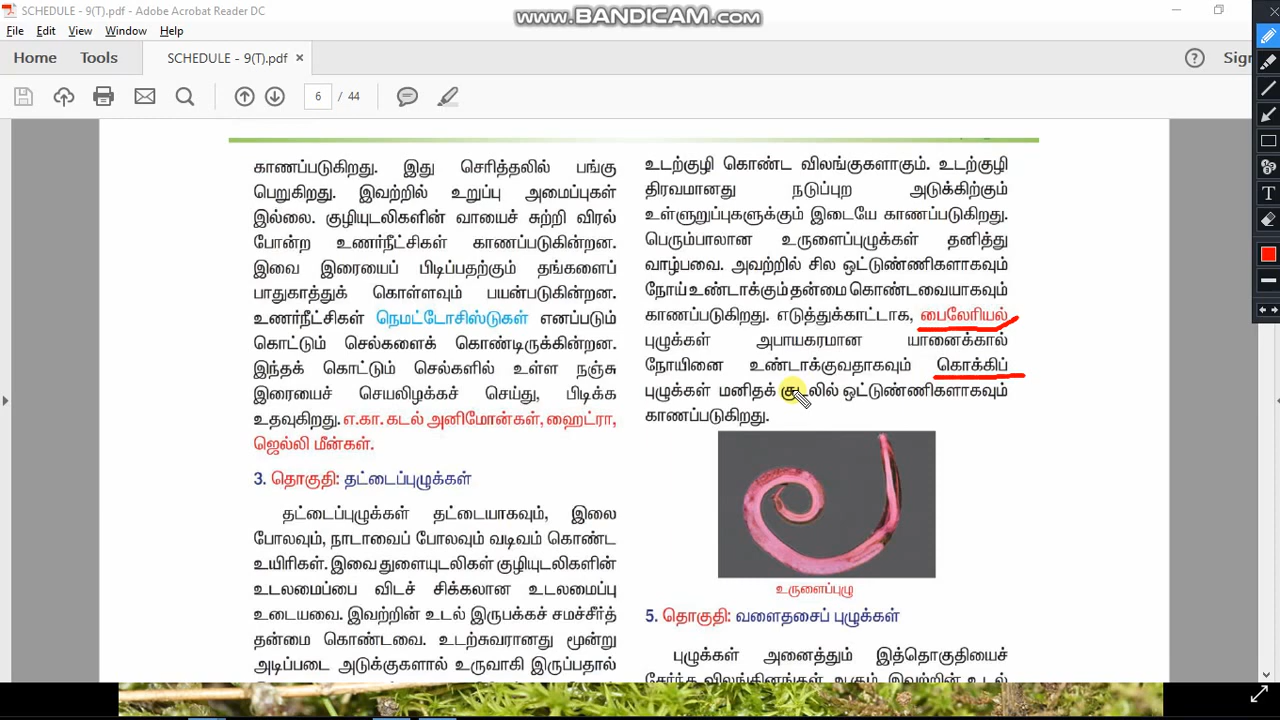 SCHEDULE - 9(T).pdf - Adobe Acrobat Reader DC
www.BANDICAM.com
File Edit View Window Help
Home Tools SCHEDULE - 9(T).pdf × Sign
6 / 44
காணப்படுகிறது. இது செரித்தலில் பங்கு
பெறுகிறது. இவற்றில் உறுப்பு அமைப்புகள்
இல்லை. குழியுடலிகளின் வாயைச் சுற்றி விரல்
போன்ற உணர்நீட்சிகள் காணப்படுகின்றன.
இவை இரையைப் பிடிப்பதற்கும் தங்களைப்
பாதுகாத்துக் கொள்ளவும் பயன்படுகின்றன.
உணர்நீட்சிகள் நெமட்டோசிஸ்டுகள் எனப்படும்
கொட்டும் செல்களைக் கொண்டிருக்கின்றன.
இந்தக் கொட்டும் செல்களில் உள்ள நஞ்சு
இரையைச் செயலிழக்கச் செய்து, பிடிக்க
உதவுகிறது. எ.கா. கடல் அனிமோன்கள், ஹைட்ரா,
ஜெல்லி மீன்கள்.
3. தொகுதி: தட்டைப்புழுக்கள்
தட்டைப்புழுக்கள் தட்டையாகவும், இலை
போலவும், நாடாவைப் போலவும் வடிவம் கொண்ட
உயிரிகள். இவை துளையுடலிகள் குழியுடலிகளின்
உடலமைப்பை விடச் சிக்கலான உடலமைப்பு
உடையவை. இவற்றின் உடல் இருபக்கச் சமச்சீர்த்
தன்மை கொண்டவை. உடற்சுவரானது மூன்று
அடிப்படை அடுக்குகளால் உருவாகி இருப்பதால்
உடற்குழி கொண்ட விலங்குகளாகும். உடற்குழி
திரவமானது நடுப்புற அடுக்கிற்கும்
உள்ளுறுப்புகளுக்கும் இடையே காணப்படுகிறது.
பெரும்பாலான உருளைப்புழுக்கள் தனித்து
வாழ்பவை. அவற்றில் சில ஒட்டுண்ணிகளாகவும்
நோய் உண்டாக்கும் தன்மை கொண்டவையாகவும்
காணப்படுகிறது. எடுத்துக்காட்டாக, பைலேரியல்
புழுக்கள் அபாயகரமான யானைக்கால்
நோயினை உண்டாக்குவதாகவும் கொக்கிப்
புழுக்கள் மனிதக் குடலில் ஒட்டுண்ணிகளாகவும்
காணப்படுகிறது.
உருளைப்புழு
5. தொகுதி: வளைதசைப் புழுக்கள்
புழுக்கள் அனைத்தும் இத்தொகுதியைச்
சேர்ந்த விலங்கினங்கள் ஆகும். இவற்றின் உடல்